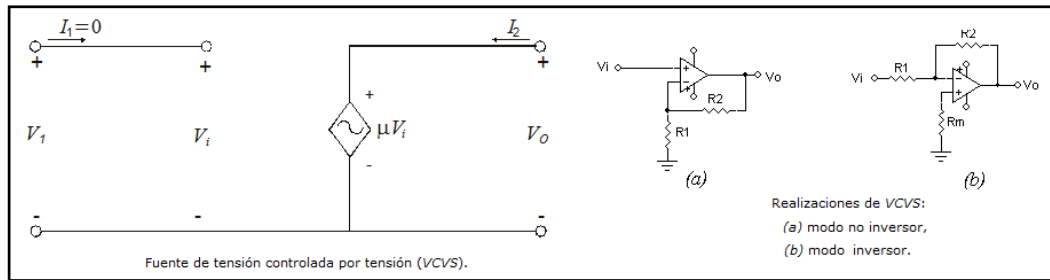 I₁=0
I₂
+
+
+
+
V₁
Vᵢ
μVᵢ
V₀
-
-
-
-
Fuente de tensión controlada por tensión (VCVS).
Vi
+
-
+
Vo
R2
R1
(a)
R2
Vi
R1
+
-
+
Vo
Rm
(b)
Realizaciones de VCVS:
(a) modo no inversor,
(b) modo inversor.